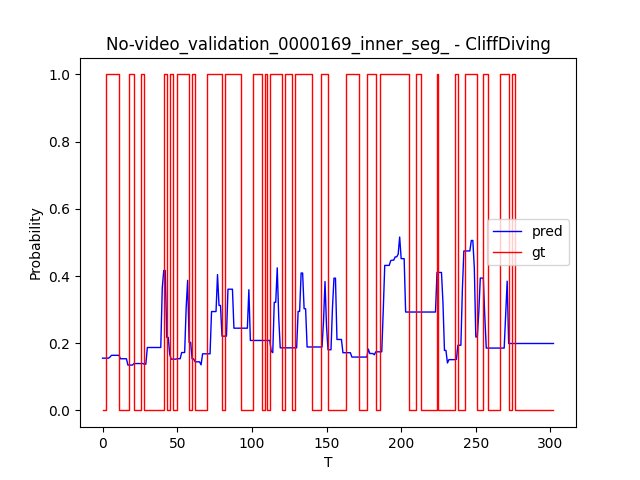 No-video_validation_0000169_inner_seg_ - CliffDiving
1.0
0.8
0.6
0.4
0.2
0.0
Probability
pred
gt
0 50 100 150 200 250 300
T